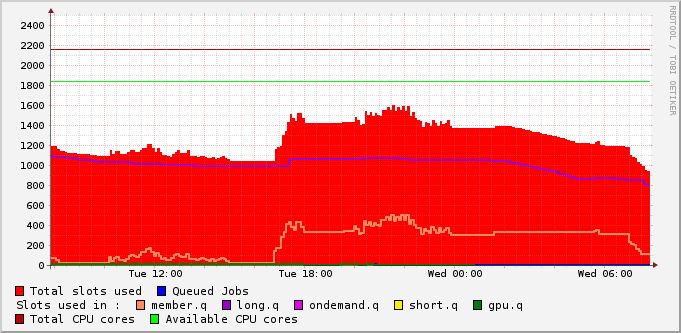 RRDTOOL / TOBI OETIKER
2400
2200
2000
1800
1600
1400
1200
1000
800
600
400
200
0
Tue 12:00 Tue 18:00 Wed 00:00 Wed 06:00
Total slots used Queued Jobs
Slots used in : member.q long.q ondemand.q short.q gpu.q
Total CPU cores Available CPU cores